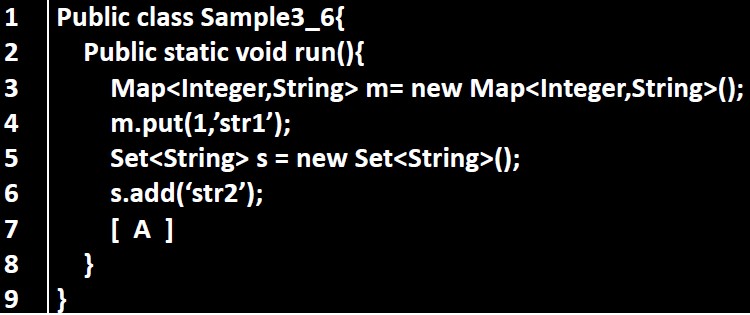 1 Public class Sample3_6{
2 Public static void run(){
3 Map<Integer,String> m= new Map<Integer,String>();
4 m.put(1,’str1’);
5 Set<String> s = new Set<String>();
6 s.add(‘str2’);
7 [ A ]
8 }
9 }